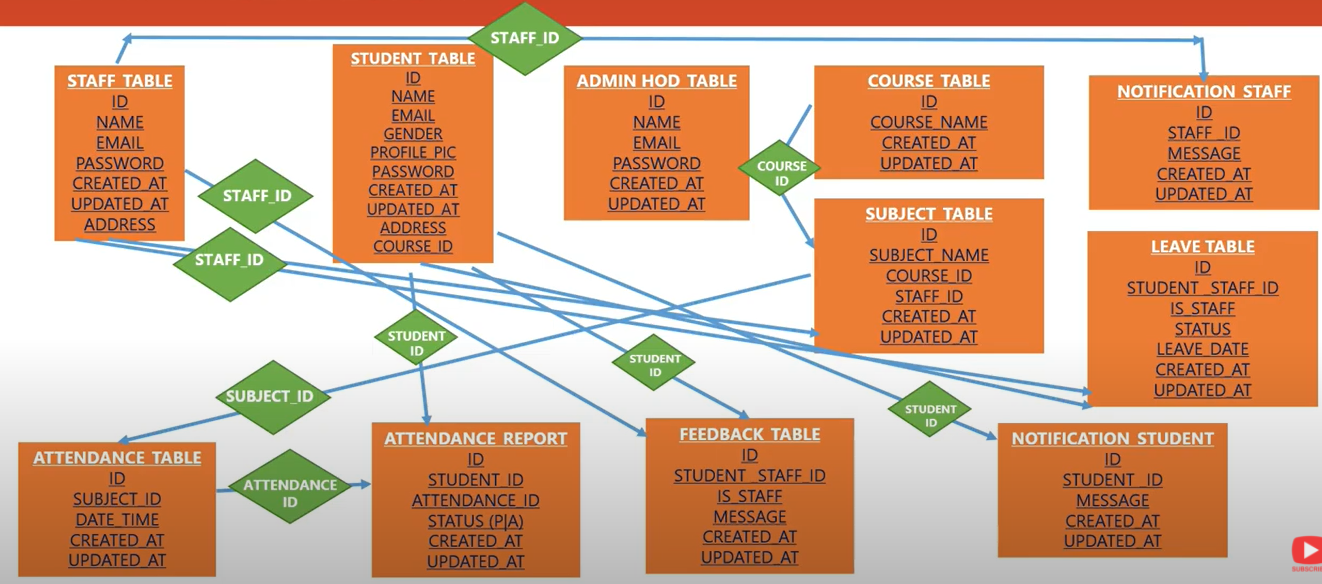 STAFF_ID
STAFF TABLE
ID
NAME
EMAIL
PASSWORD
CREATED_AT
UPDATED_AT
ADDRESS
STUDENT TABLE
ID
NAME
EMAIL
GENDER
PROFILE_PIC
PASSWORD
CREATED_AT
UPDATED_AT
ADDRESS
COURSE_ID
ADMIN HOD TABLE
ID
NAME
EMAIL
PASSWORD
CREATED_AT
UPDATED_AT
COURSE TABLE
ID
COURSE_NAME
CREATED_AT
UPDATED_AT
NOTIFICATION STAFF
ID
STAFF_ID
MESSAGE
CREATED_AT
UPDATED_AT
COURSE
ID
STAFF_ID
STAFF_ID
SUBJECT TABLE
ID
SUBJECT_NAME
COURSE_ID
STAFF_ID
CREATED_AT
UPDATED_AT
LEAVE TABLE
ID
STUDENT_STAFF_ID
IS_STAFF
STATUS
LEAVE_DATE
CREATED_AT
UPDATED_AT
STUDENT
ID
STUDENT
ID
SUBJECT_ID
STUDENT
ID
ATTENDANCE TABLE
ID
SUBJECT_ID
DATE_TIME
CREATED_AT
UPDATED_AT
ATTENDANCE
ID
ATTENDANCE REPORT
ID
STUDENT_ID
ATTENDANCE_ID
STATUS (P|A)
CREATED_AT
UPDATED_AT
FEEDBACK TABLE
ID
STUDENT_STAFF_ID
IS_STAFF
MESSAGE
CREATED_AT
UPDATED_AT
NOTIFICATION STUDENT
ID
STUDENT_ID
MESSAGE
CREATED_AT
UPDATED_AT